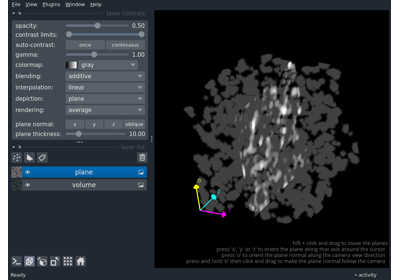 File View Plugins Window Help
layer controls
opacity: 0.50
contrast limits:
auto-contrast: once continuous
gamma: 1.00
colormap: gray
blending: additive
interpolation: linear
depiction: plane
rendering: average
plane normal: x y z oblique
plane thickness: 10.00
layer list
plane
volume
hift + click and drag to move the planes
press 'x', 'y' or 'z' to orient the plane along that axis around the cursor
press 'o' to orient the plane normal along the camera view direction
press and hold 'o' then click and drag to make the plane normal follow the camera
Ready
activity